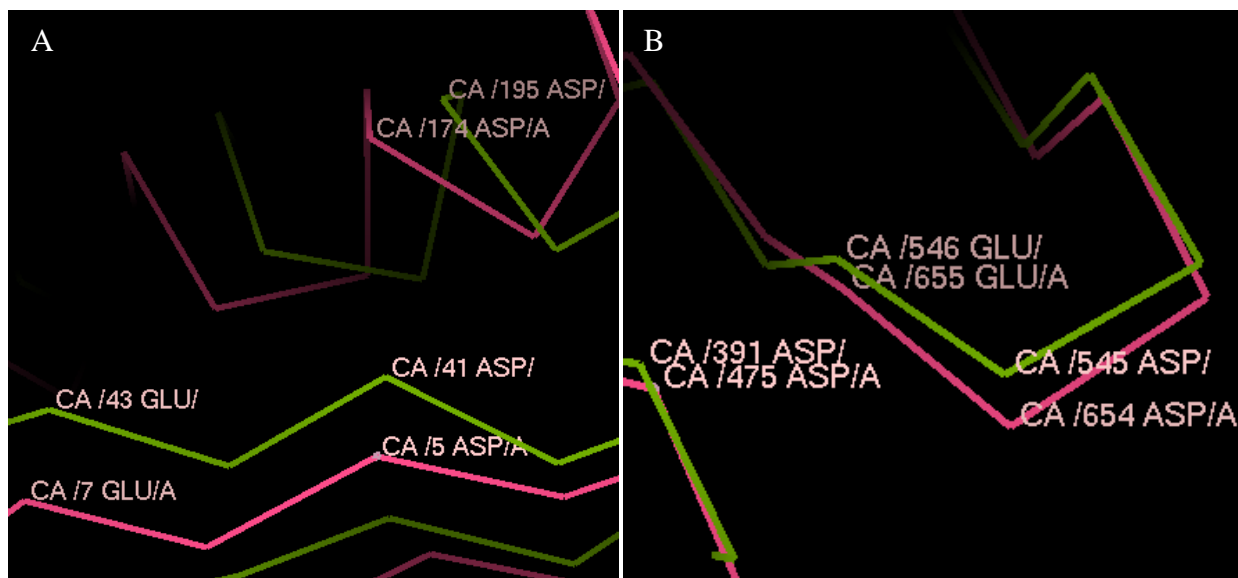 A
CA /195 ASP/
CA /174 ASP/A
CA /41 ASP/
CA /43 GLU/
CA /5 ASP/A
CA /7 GLU/A
B
CA /546 GLU/
CA /655 GLU/A
CA /391 ASP/
CA /475 ASP/A
CA /545 ASP/
CA /654 ASP/A